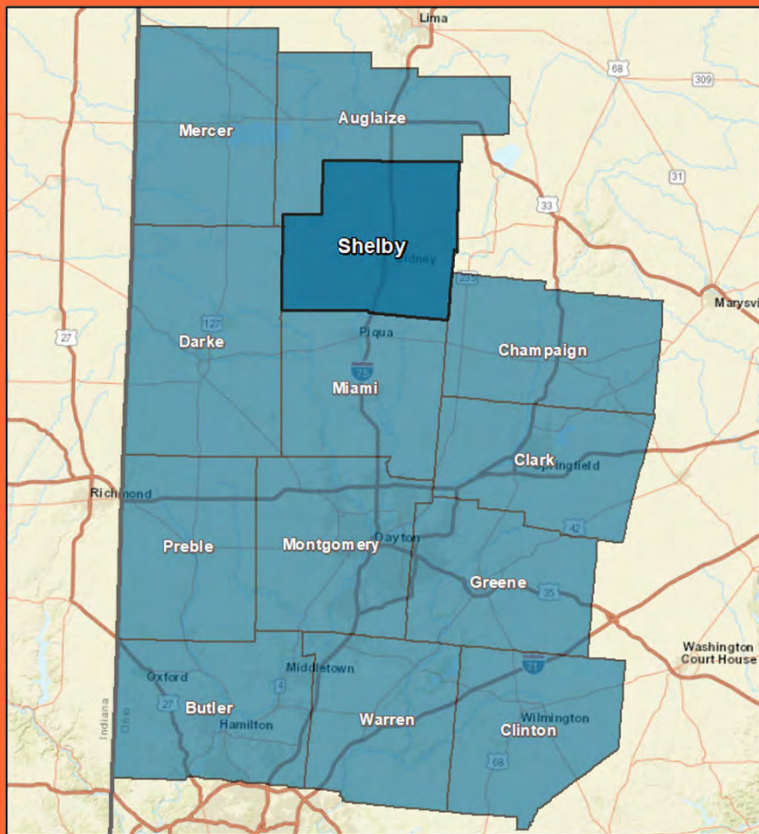 Lima
68
309
Mercer
Auglaize
31
33
Shelby
Sidney
235
Marysvi
127
27
Piqua
Darke
75
Miami
Champaign
Clark
Springfield
Richmond
42
Preble
Montgomery
Dayton
Greene
35
Washington
Court House
Middletown
71
Oxford
4
27
Butler
Hamilton
Warren
Wilmington
Clinton
68
Indiana
Ohio